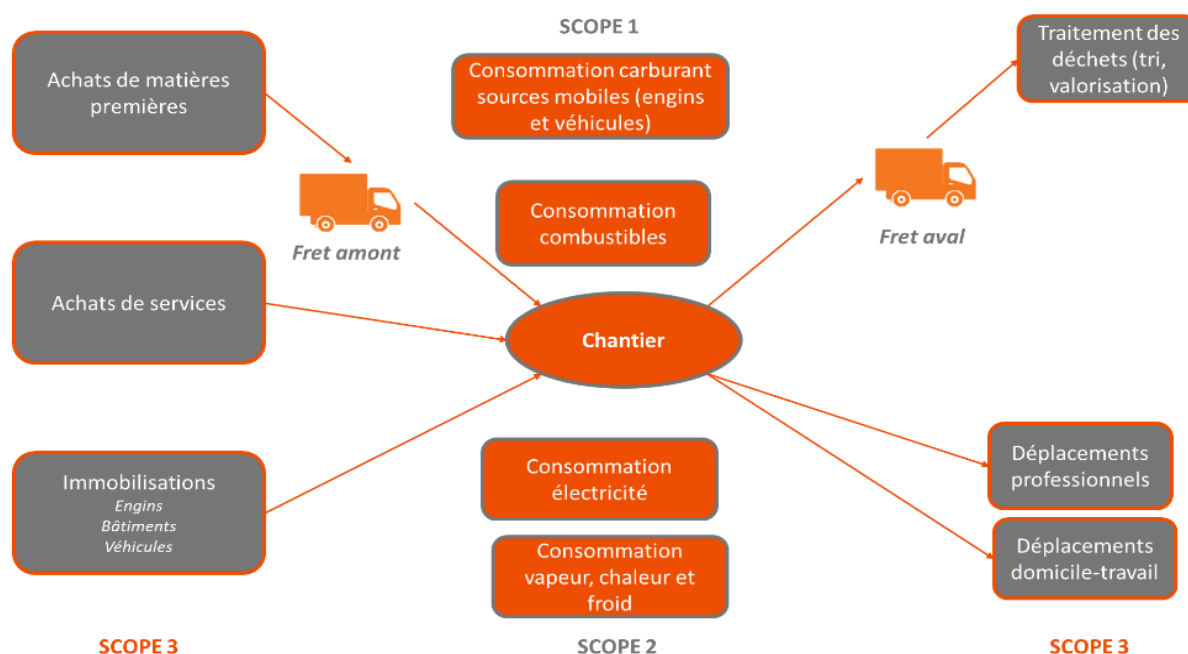 SCOPE 1
Achats de matières
premières
Consommation carburant
sources mobiles (engins
et véhicules)
Traitement des
déchets (tri,
valorisation)
Fret amont
Consommation
combustibles
Fret aval
Achats de services
Chantier
Immobilisations
Engins
Bâtiments
Véhicules
Consommation
électricité
Consommation
vapeur, chaleur et
froid
Déplacements
professionnels
Déplacements
domicile-travail
SCOPE 3
SCOPE 2
SCOPE 3